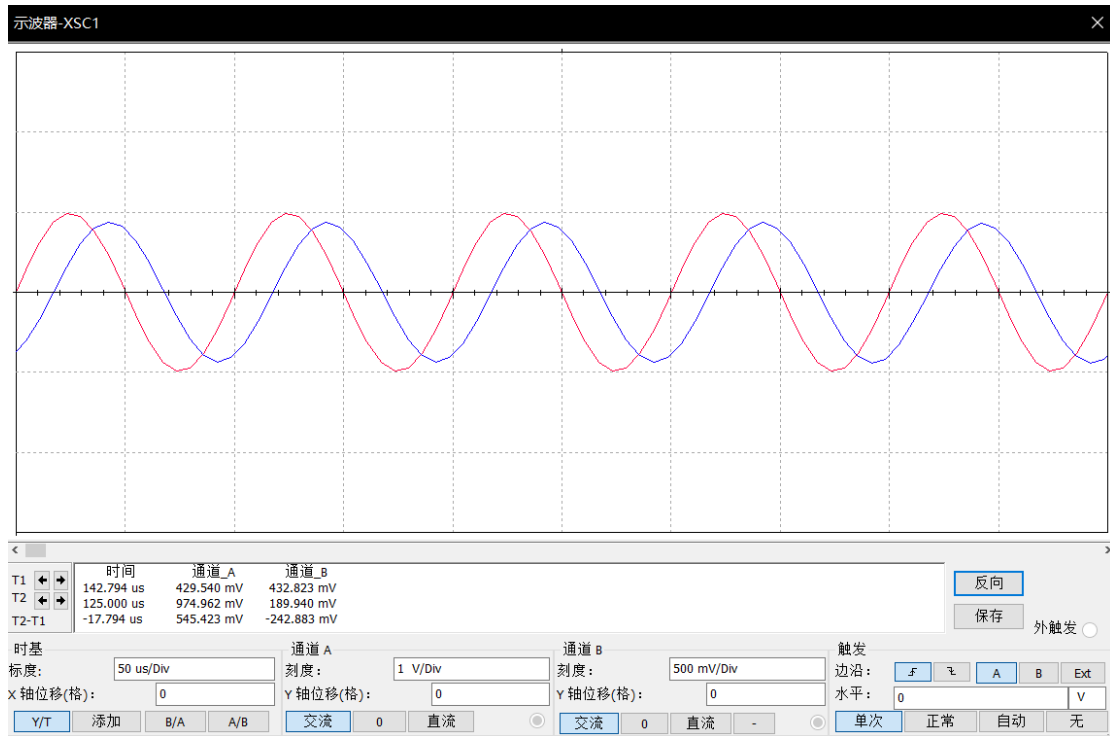 示波器-XSC1
时间 通道_A 通道_B
T1 142.794 us 429.540 mV 432.823 mV
T2 125.000 us 974.962 mV 189.940 mV
T2-T1 -17.794 us 545.423 mV -242.883 mV
反向
保存
外触发
时基 通道 A 通道 B 触发
标度: 50 us/Div 刻度: 1 V/Div 刻度: 500 mV/Div 边沿: A B Ext
X 轴位移(格): 0 Y 轴位移(格): 0 Y 轴位移(格): 0 水平: 0 V
Y/T 添加 B/A A/B 交流 0 直流 交流 0 直流 - 单次 正常 自动 无